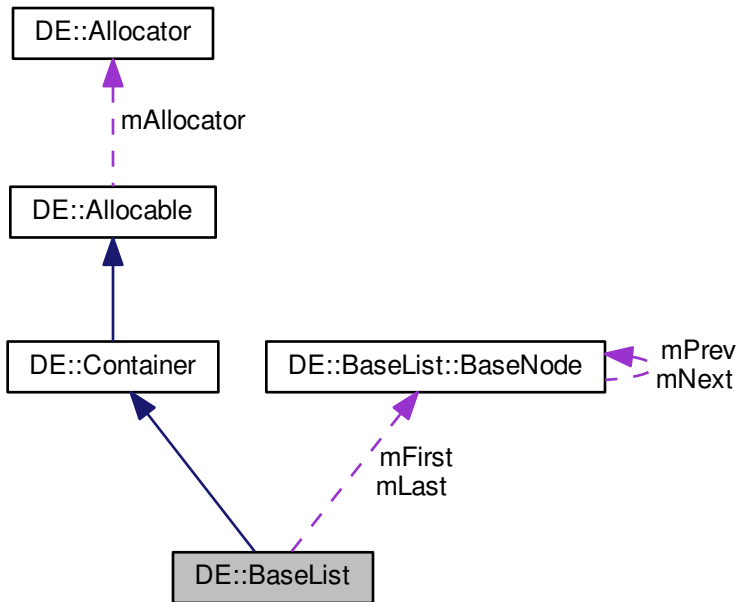 DE::Allocator
mAllocator
DE::Allocable
DE::Container
DE::BaseList::BaseNode
mPrev
mNext
mFirst
mLast
DE::BaseList